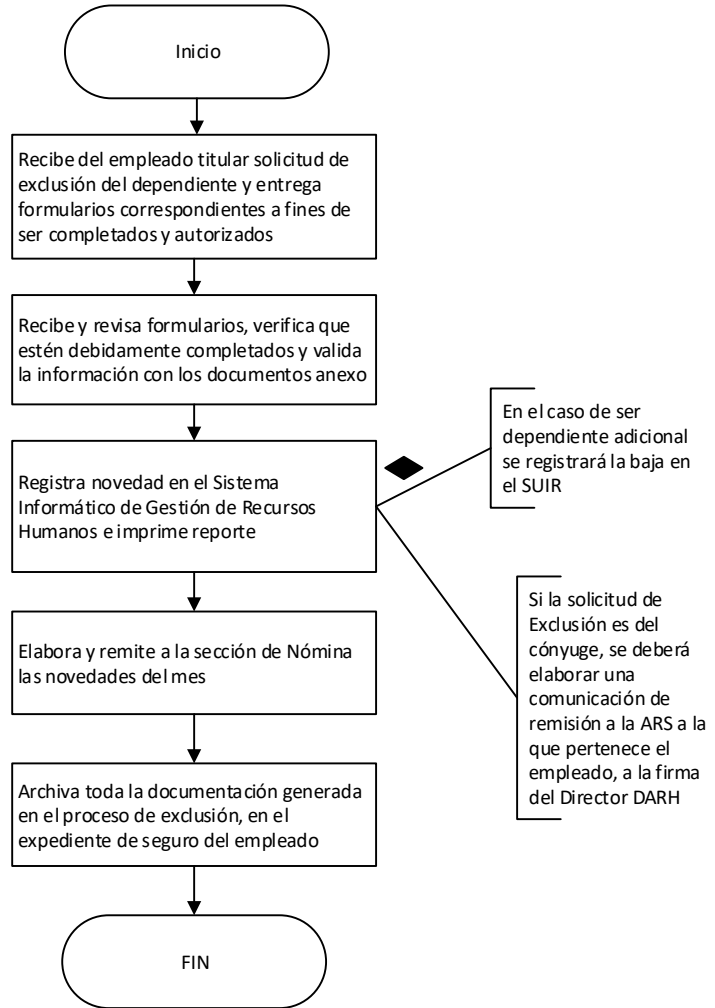 Inicio
Recibe del empleado titular solicitud de
exclusión del dependiente y entrega
formularios correspondientes a fines de
ser completados y autorizados
Recibe y revisa formularios, verifica que
estén debidamente completados y valida
la información con los documentos anexo
Registra novedad en el Sistema
Informático de Gestión de Recursos
Humanos e imprime reporte
En el caso de ser
dependiente adicional
se registrará la baja en
el SUIR
Si la solicitud de
Exclusión es del
cónyuge, se deberá
elaborar una
comunicación de
remisión a la ARS a la
que pertenece el
empleado, a la firma
del Director DARH
Elabora y remite a la sección de Nómina
las novedades del mes
Archiva toda la documentación generada
en el proceso de exclusión, en el
expediente de seguro del empleado
FIN